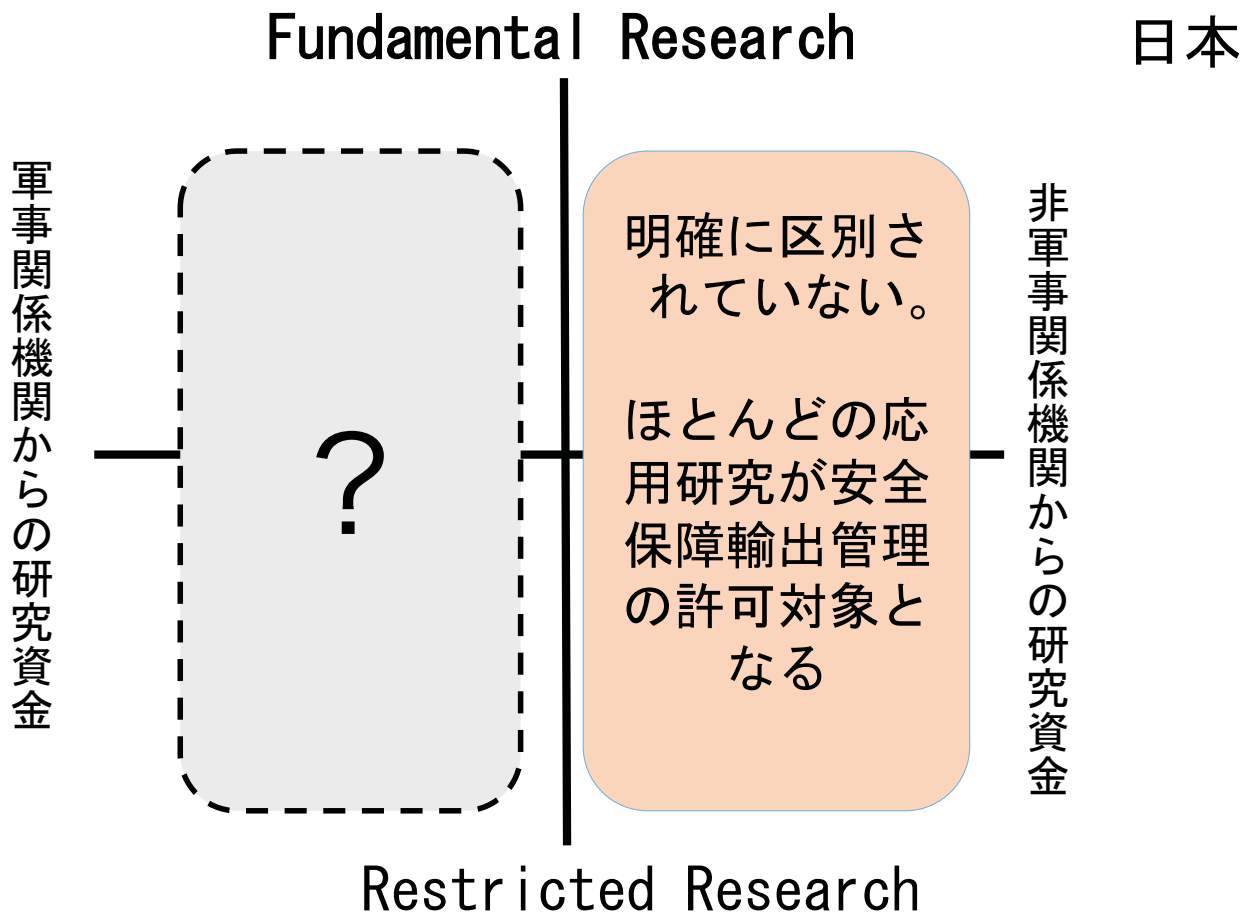 Fundamental Research
日本
軍事関係機関からの研究資金
?
明確に区別さ
れていない。
ほとんどの応
用研究が安全
保障輸出管理
の許可対象と
なる
非軍事関係機関からの研究資金
Restricted Research